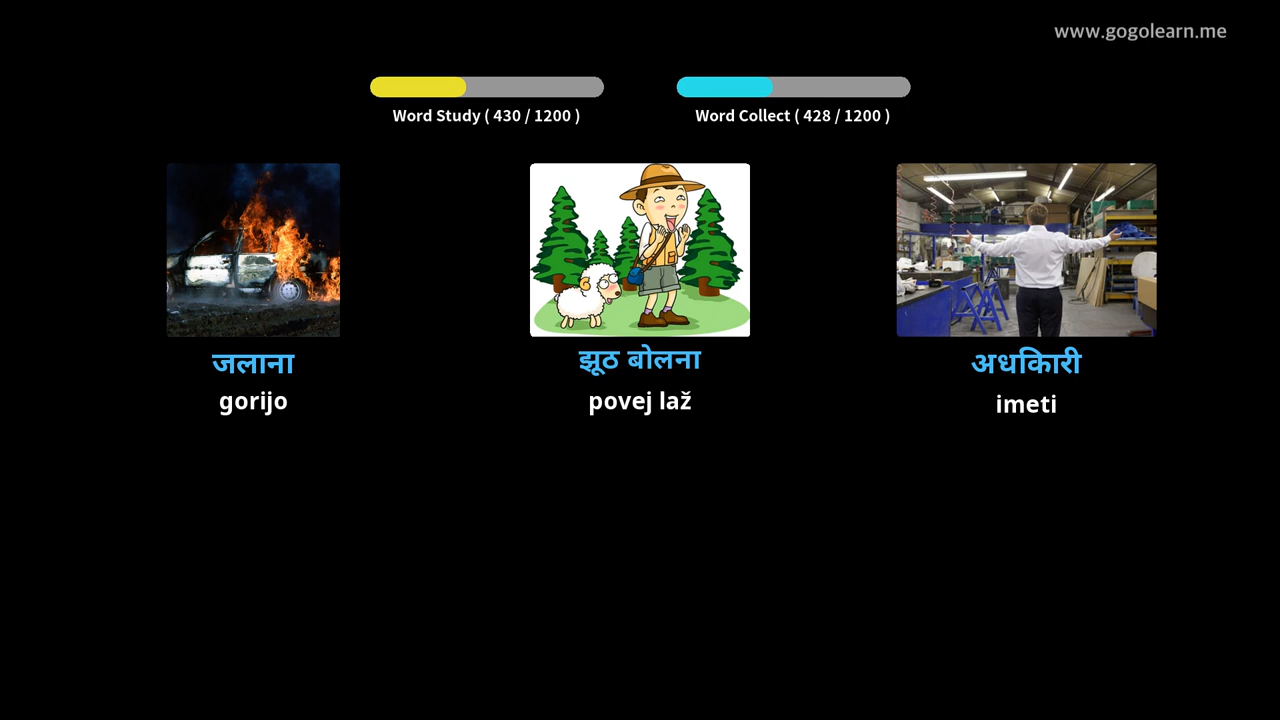 www.gogolearn.me
Word Study ( 430 / 1200 )
Word Collect ( 428 / 1200 )
जलाना
झूठ बोलना
अधिकारी
gorijo
povej laž
imeti